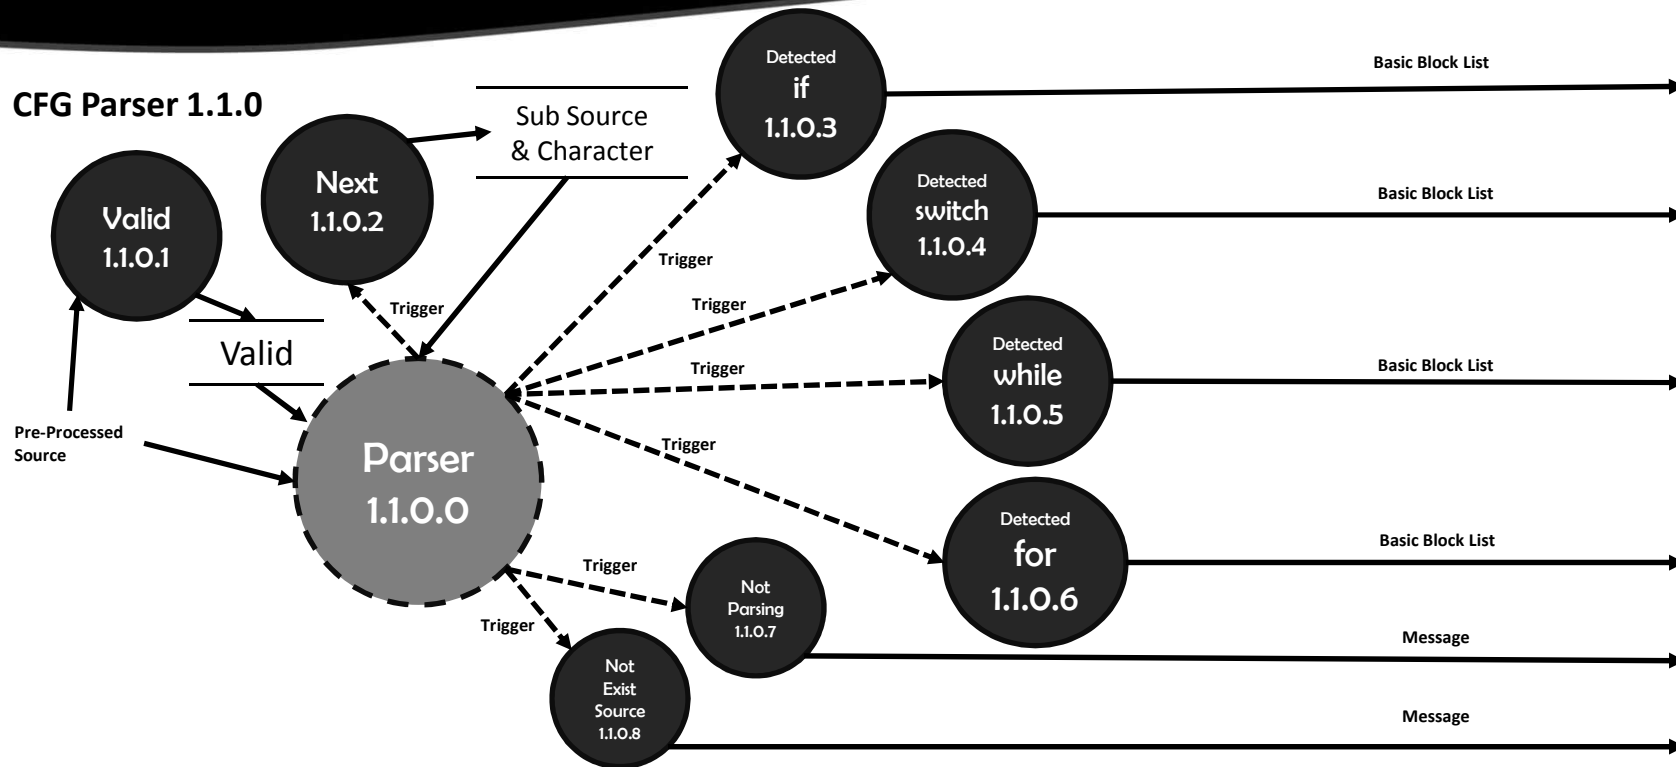 CFG Parser 1.1.0
Valid
1.1.0.1
Next
1.1.0.2
Sub Source
& Character
Detected
if
1.1.0.3
Basic Block List
Detected
switch
1.1.0.4
Basic Block List
Trigger
Trigger
Trigger
Trigger
Valid
Detected
while
1.1.0.5
Basic Block List
Pre-Processed
Source
Parser
1.1.0.0
Trigger
Detected
for
1.1.0.6
Basic Block List
Trigger
Not
Parsing
1.1.0.7
Message
Trigger
Not
Exist
Source
1.1.0.8
Message